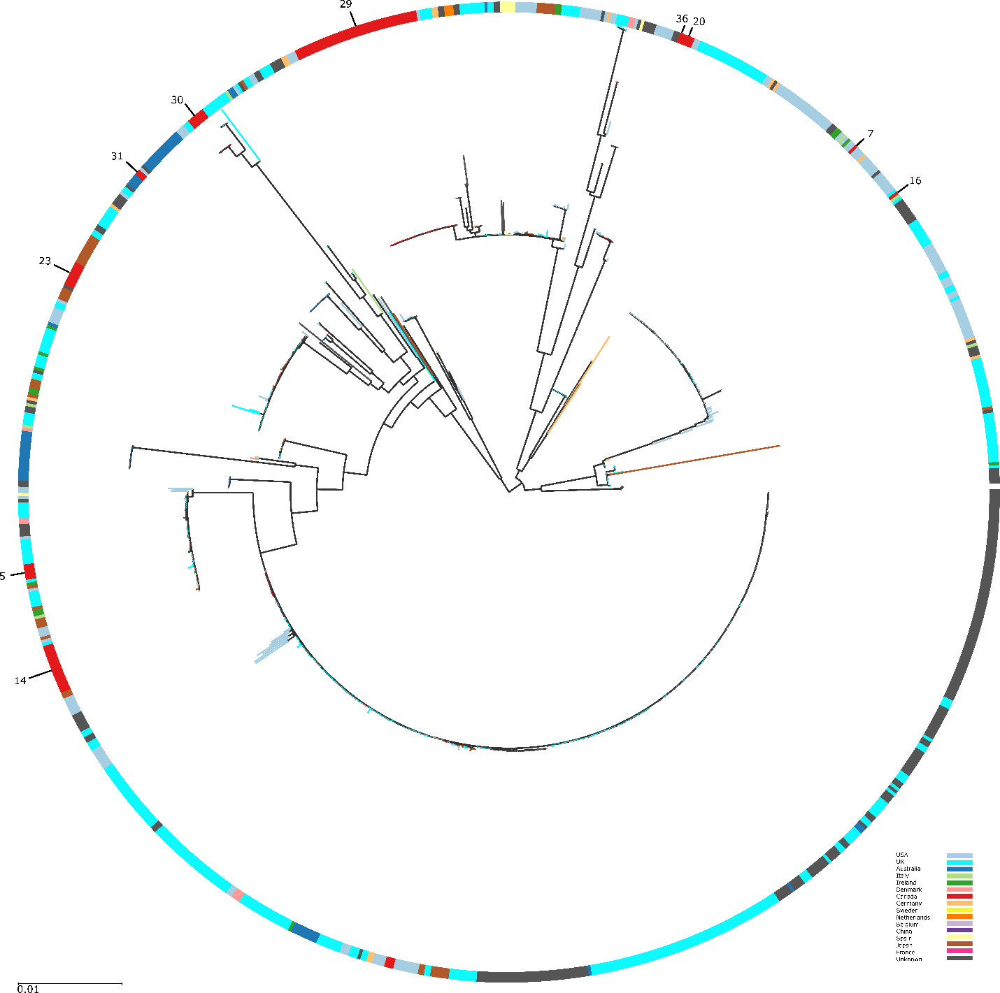 29
36 20
30
7
31
16
23
5
14
USA
UK
Australia
Italy
Ireland
Denmark
Canada
Germany
Sweden
Netherlands
Belgium
China
Spain
Japan
France
Unknown
0.01